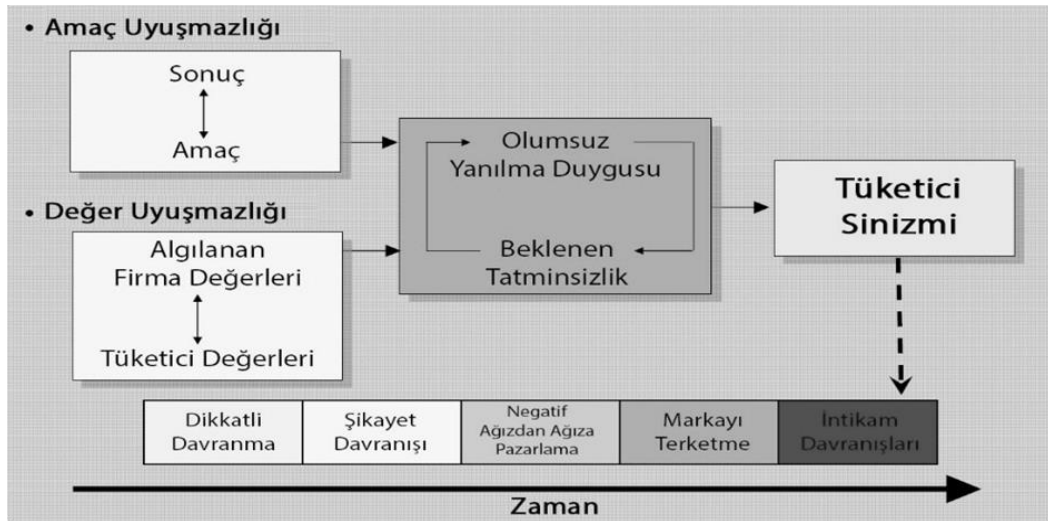 • Amaç Uyuşmazlığı
Sonuç
Amaç
• Değer Uyuşmazlığı
Algılanan
Firma Değerleri
Tüketici Değerleri
Olumsuz
Yanılma Duygusu
Beklenen
Tatminsizlik
Tüketici
Sinizmi
Dikkatli
Davranma
Şikayet
Davranışı
Negatif
Ağızdan Ağıza
Pazarlama
Markayı
Terketme
İntikam
Davranışları
Zaman